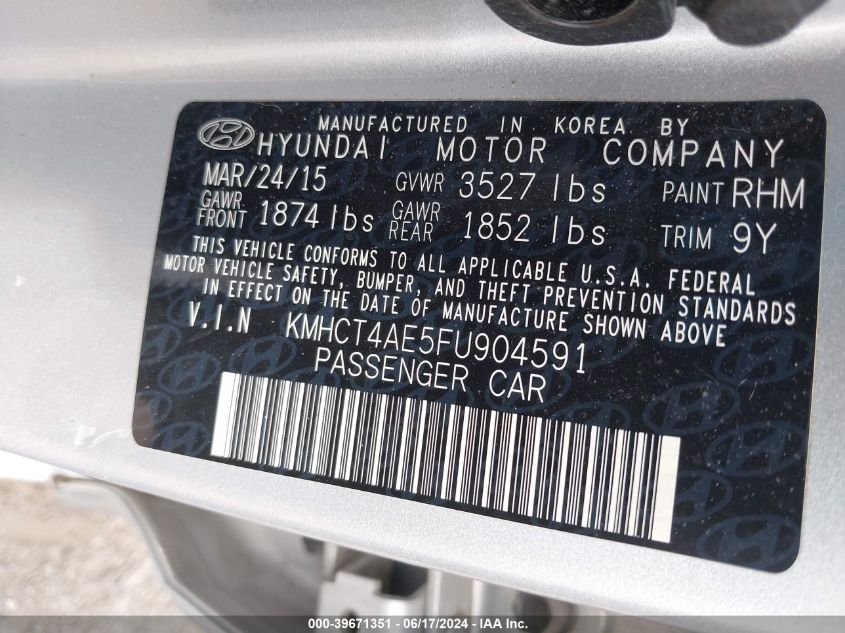 MANUFACTURED IN KOREA BY
HYUNDAI MOTOR COMPANY
MAR/24/15 GVWR 3527 lbs PAINT RHM
GAWR FRONT 1874 lbs GAWR REAR 1852 lbs TRIM 9Y
THIS VEHICLE CONFORMS TO ALL APPLICABLE U.S.A. FEDERAL
MOTOR VEHICLE SAFETY, BUMPER, AND THEFT PREVENTION STANDARDS
IN EFFECT ON THE DATE OF MANUFACTURE SHOWN ABOVE
V.I.N KMHCT4AE5FU904591
PASSENGER CAR
000-39671351 - 06/17/2024 - IAA Inc.